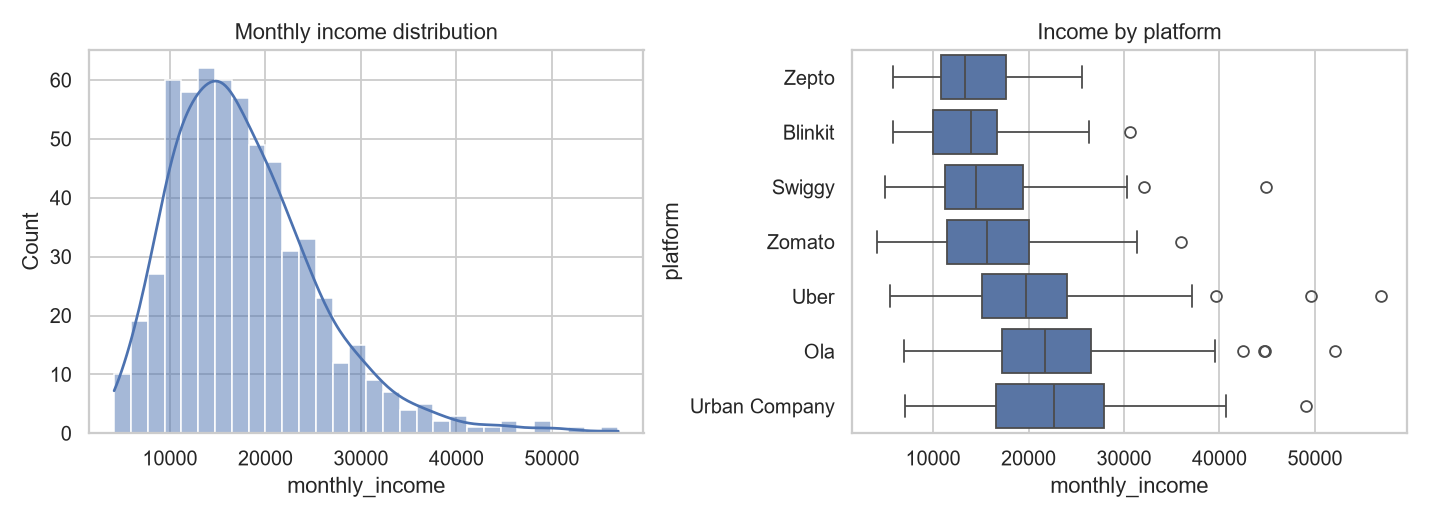 Monthly income distribution
60
50
40
30
20
10
0
Count
10000 20000 30000 40000 50000
monthly_income
Income by platform
Zepto
Blinkit
Swiggy
Zomato
Uber
Ola
Urban Company
platform
10000 20000 30000 40000 50000
monthly_income